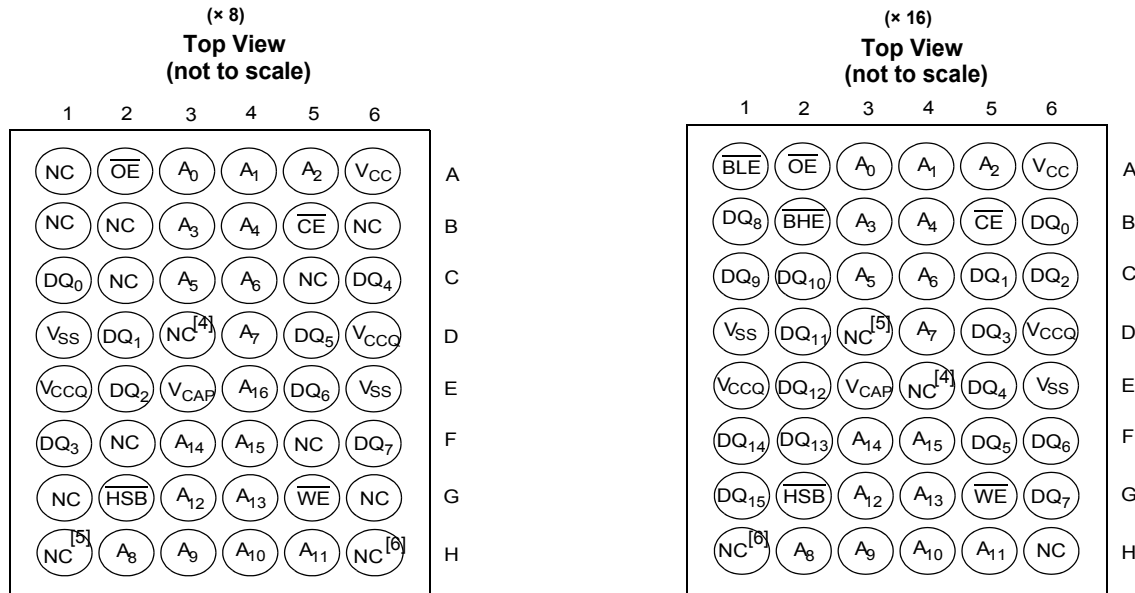 (× 8)
Top View
(not to scale)
1 2 3 4 5 6
NC OE A0 A1 A2 VCC A
NC NC A3 A4 CE NC B
DQ0 NC A5 A6 NC DQ4 C
VSS DQ1 NC[4] A7 DQ5 VCCQ D
VCCQ DQ2 VCAP A16 DQ6 VSS E
DQ3 NC A14 A15 NC DQ7 F
NC HSB A12 A13 WE NC G
NC[5] A8 A9 A10 A11 NC[6] H
(× 16)
Top View
(not to scale)
1 2 3 4 5 6
BLE OE A0 A1 A2 VCC A
DQ8 BHE A3 A4 CE DQ0 B
DQ9 DQ10 A5 A6 DQ1 DQ2 C
VSS DQ11 NC[5] A7 DQ3 VCCQ D
VCCQ DQ12 VCAP NC[4] DQ4 VSS E
DQ14 DQ13 A14 A15 DQ5 DQ6 F
DQ15 HSB A12 A13 WE DQ7 G
NC[6] A8 A9 A10 A11 NC H